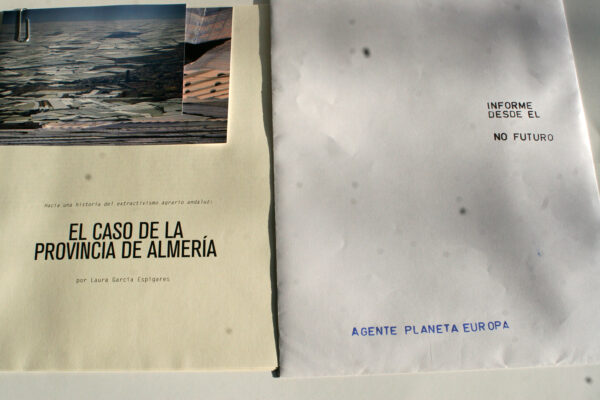 Hacia una historia del extractivismo agrario andaluz:
EL CASO DE LA
PROVINCIA DE ALMERÍA
por Laura García Espigares
INFORME
DESDE EL
NO FUTURO
AGENTE PLANETA EUROPA